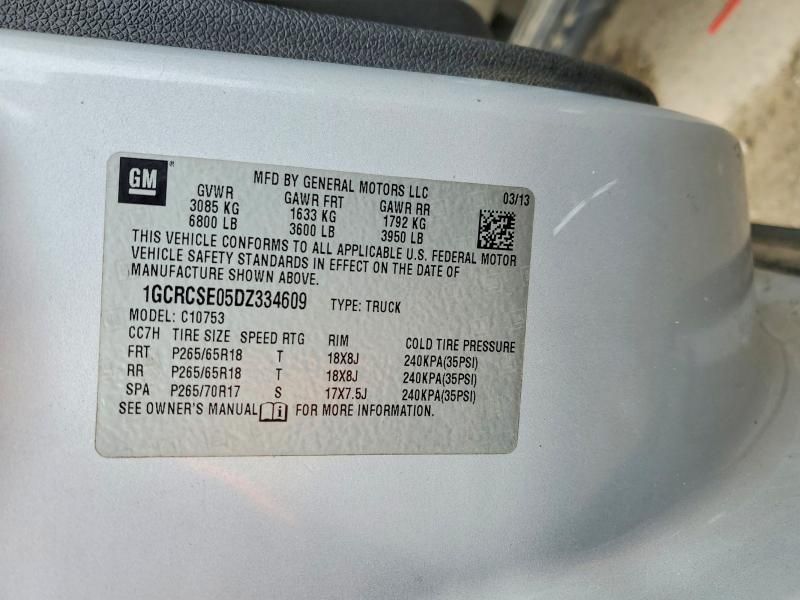 GM ®
MFD BY GENERAL MOTORS LLC 03/13
GVWR GAWR FRT GAWR RR
3085 KG 1633 KG 1792 KG
6800 LB 3600 LB 3950 LB
THIS VEHICLE CONFORMS TO ALL APPLICABLE U.S. FEDERAL MOTOR
VEHICLE SAFETY STANDARDS IN EFFECT ON THE DATE OF
MANUFACTURE SHOWN ABOVE.
1GCRCSE05DZ334609 TYPE: TRUCK
MODEL: C10753
CC7H TIRE SIZE SPEED RTG RIM COLD TIRE PRESSURE
FRT P265/65R18 T 18X8J 240KPA(35PSI)
RR P265/65R18 T 18X8J 240KPA(35PSI)
SPA P265/70R17 S 17X7.5J 240KPA(35PSI)
SEE OWNER'S MANUAL i FOR MORE INFORMATION.